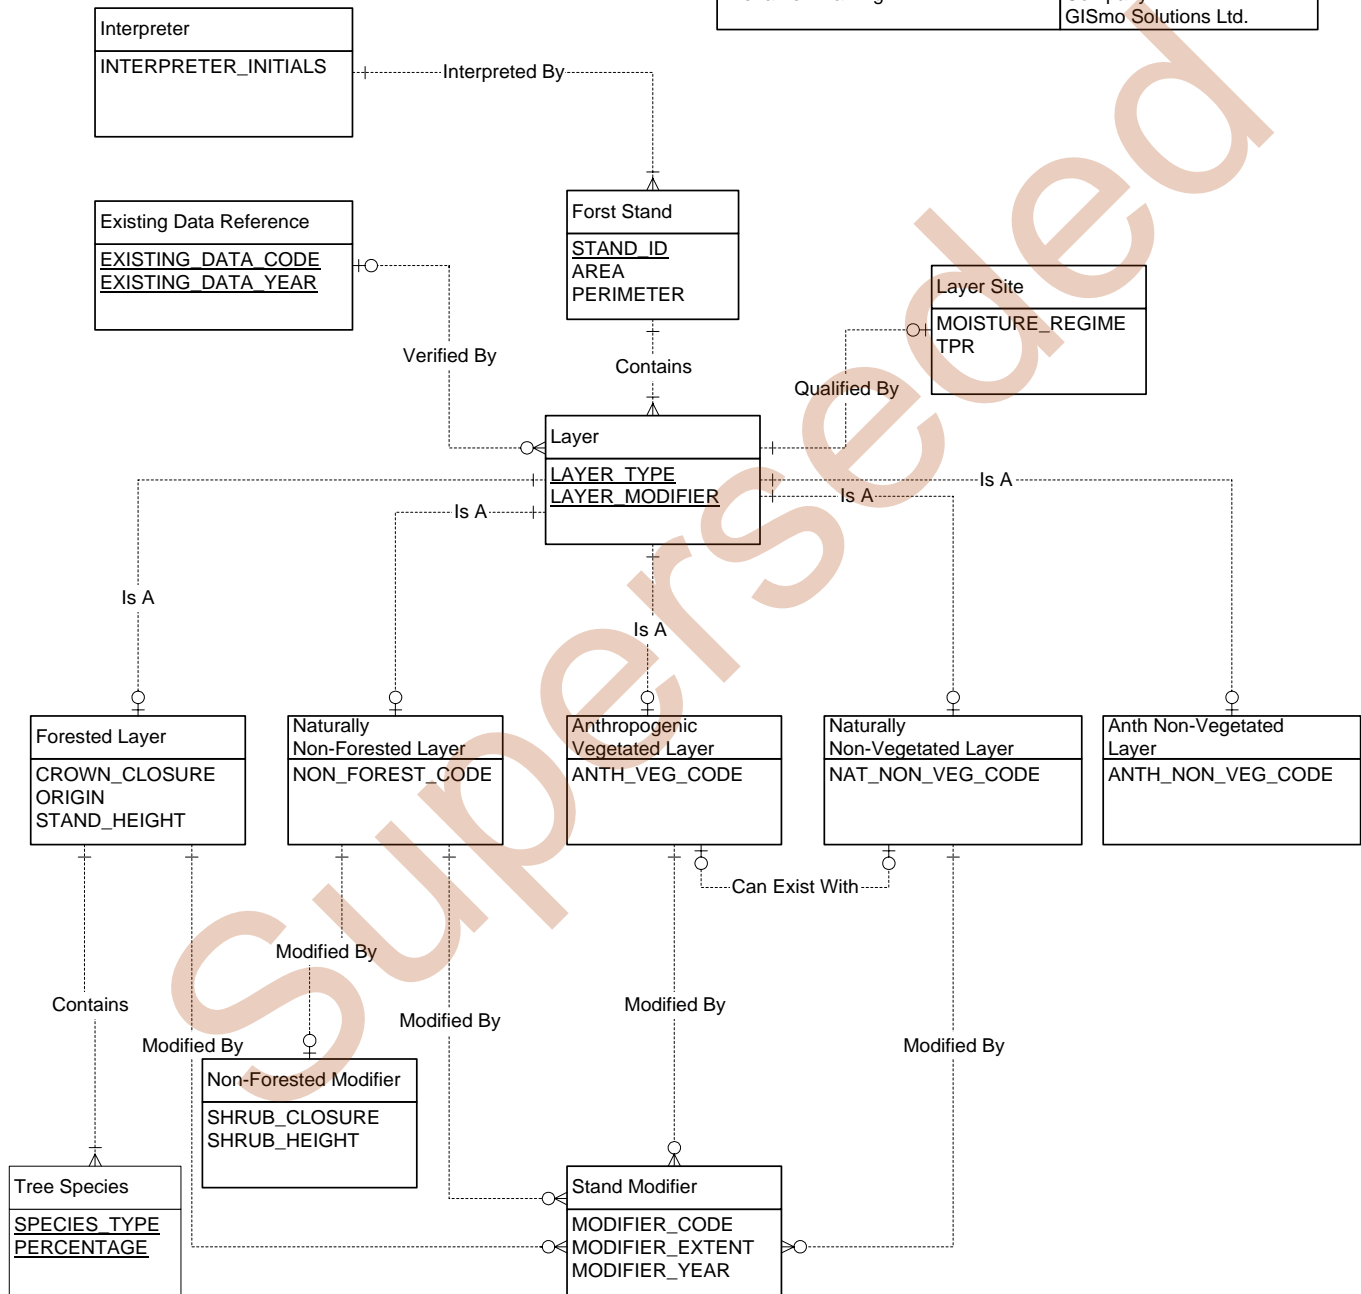 GISmo Solutions Ltd.
Interpreter
INTERPRETER_INITIALS
Interpreted By
Existing Data Reference
EXISTING_DATA_CODE
EXISTING_DATA_YEAR
Forst Stand
STAND_ID
AREA
PERIMETER
Layer Site
MOISTURE_REGIME
TPR
Verified By
Contains
Qualified By
Layer
LAYER_TYPE
LAYER_MODIFIER
Is A
Is A
Is A
Is A
Is A
Forested Layer
CROWN_CLOSURE
ORIGIN
STAND_HEIGHT
Naturally
Non-Forested Layer
NON_FOREST_CODE
Anthropogenic
Vegetated Layer
ANTH_VEG_CODE
Naturally
Non-Vegetated Layer
NAT_NON_VEG_CODE
Anth Non-Vegetated
Layer
ANTH_NON_VEG_CODE
Can Exist With
Modified By
Contains
Modified By
Modified By
Modified By
Modified By
Non-Forested Modifier
SHRUB_CLOSURE
SHRUB_HEIGHT
Tree Species
SPECIES_TYPE
PERCENTAGE
Stand Modifier
MODIFIER_CODE
MODIFIER_EXTENT
MODIFIER_YEAR
Superseded